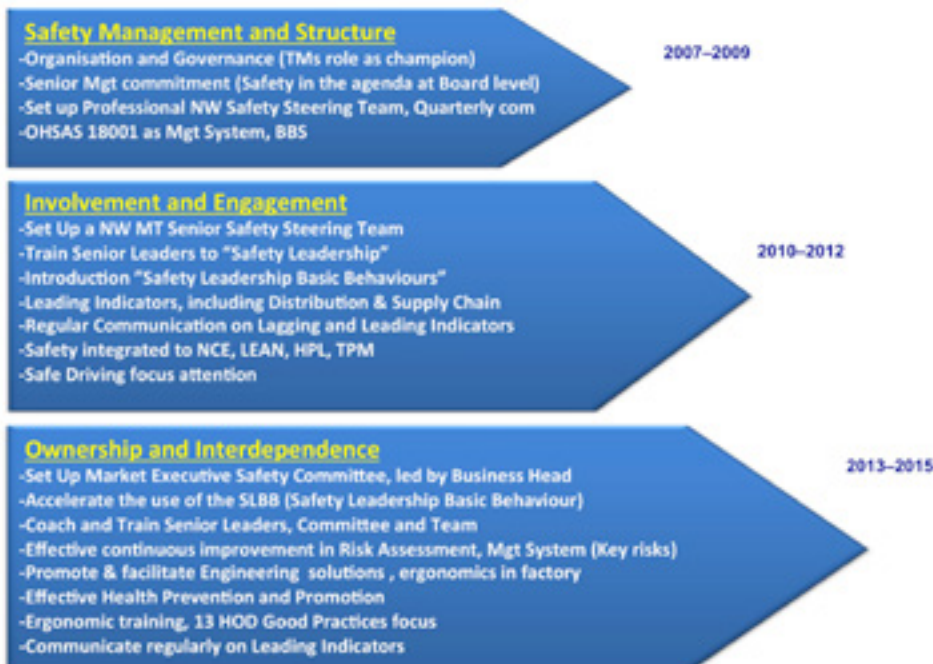 Safety Management and Structure
-Organisation and Governance (TMs role as champion)
-Senior Mgt commitment (Safety in the agenda at Board level)
-Set up Professional NW Safety Steering Team, Quarterly com
-OHSAS 18001 as Mgt System, BBS
2007–2009
Involvement and Engagement
-Set Up a NW MT Senior Safety Steering Team
-Train Senior Leaders to "Safety Leadership"
-Introduction "Safety Leadership Basic Behaviours"
-Leading Indicators, including Distribution & Supply Chain
-Regular Communication on Lagging and Leading Indicators
-Safety integrated to NCE, LEAN, HPL, TPM
-Safe Driving focus attention
2010–2012
Ownership and Interdependence
-Set Up Market Executive Safety Committee, led by Business Head
-Accelerate the use of the SLBB (Safety Leadership Basic Behaviour)
-Coach and Train Senior Leaders, Committee and Team
-Effective continuous improvement in Risk Assessment, Mgt System (Key risks)
-Promote & facilitate Engineering solutions , ergonomics in factory
-Effective Health Prevention and Promotion
-Ergonomic training, 13 HOD Good Practices focus
-Communicate regularly on Leading Indicators
2013–2015